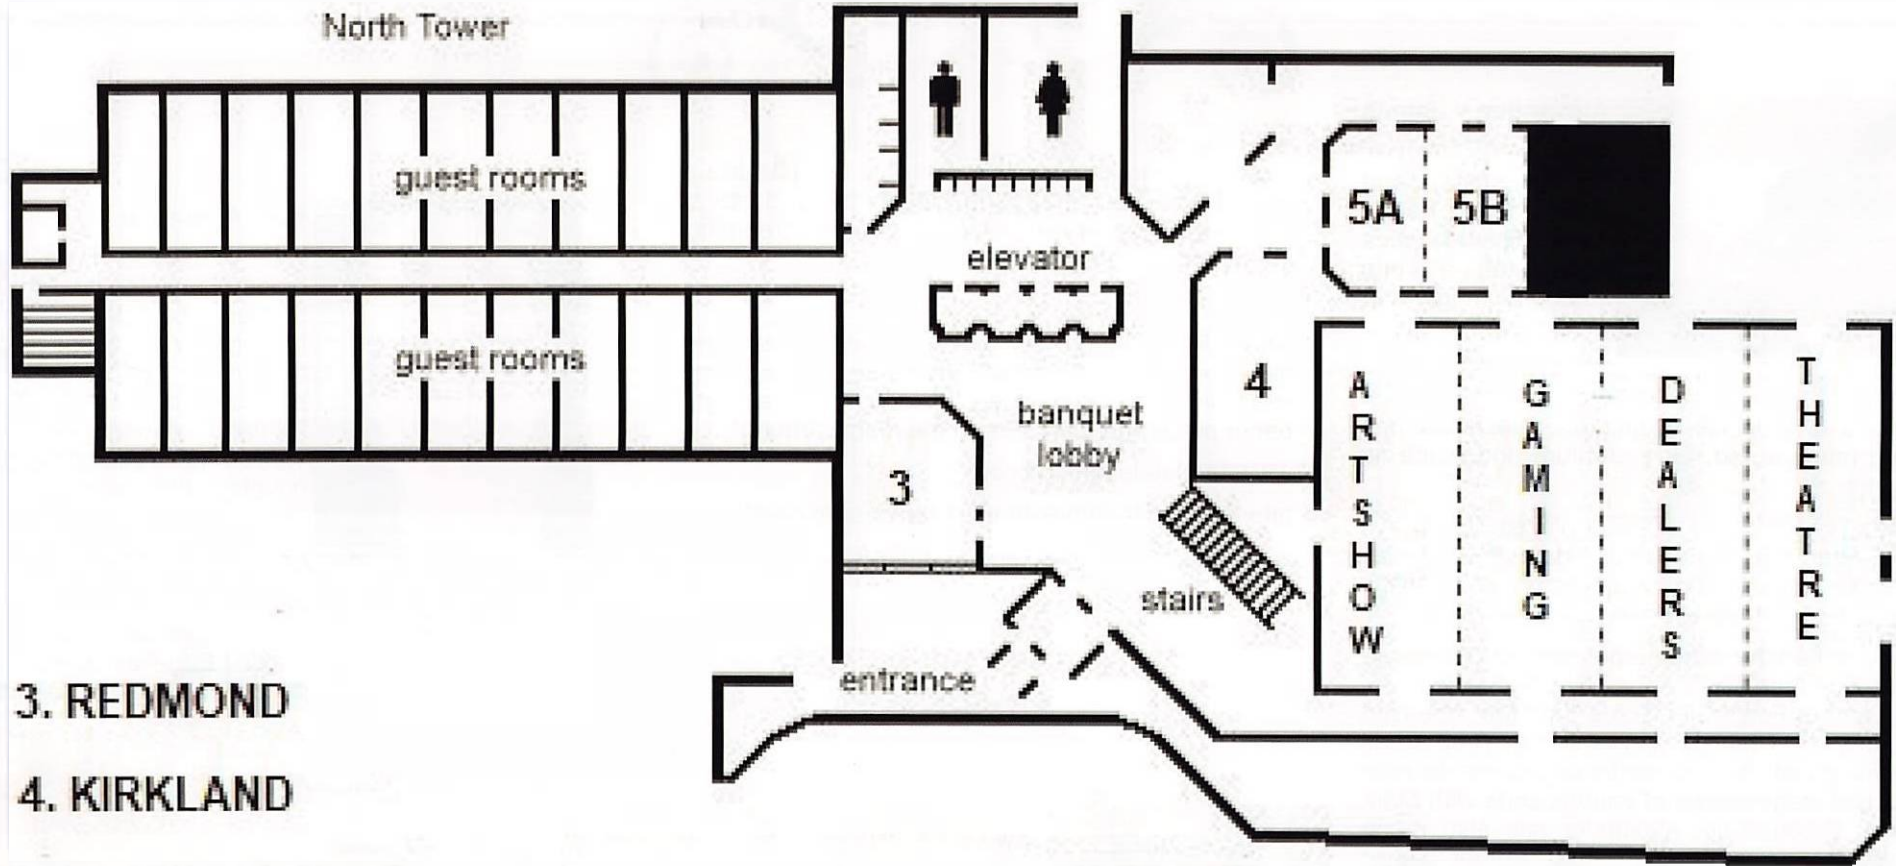 North Tower
guest rooms
guest rooms
elevator
banquet
lobby
3
4
5A
5B
ARTSHOW
GAMING
DEALERS
THEATRE
stairs
entrance
3. REDMOND
4. KIRKLAND